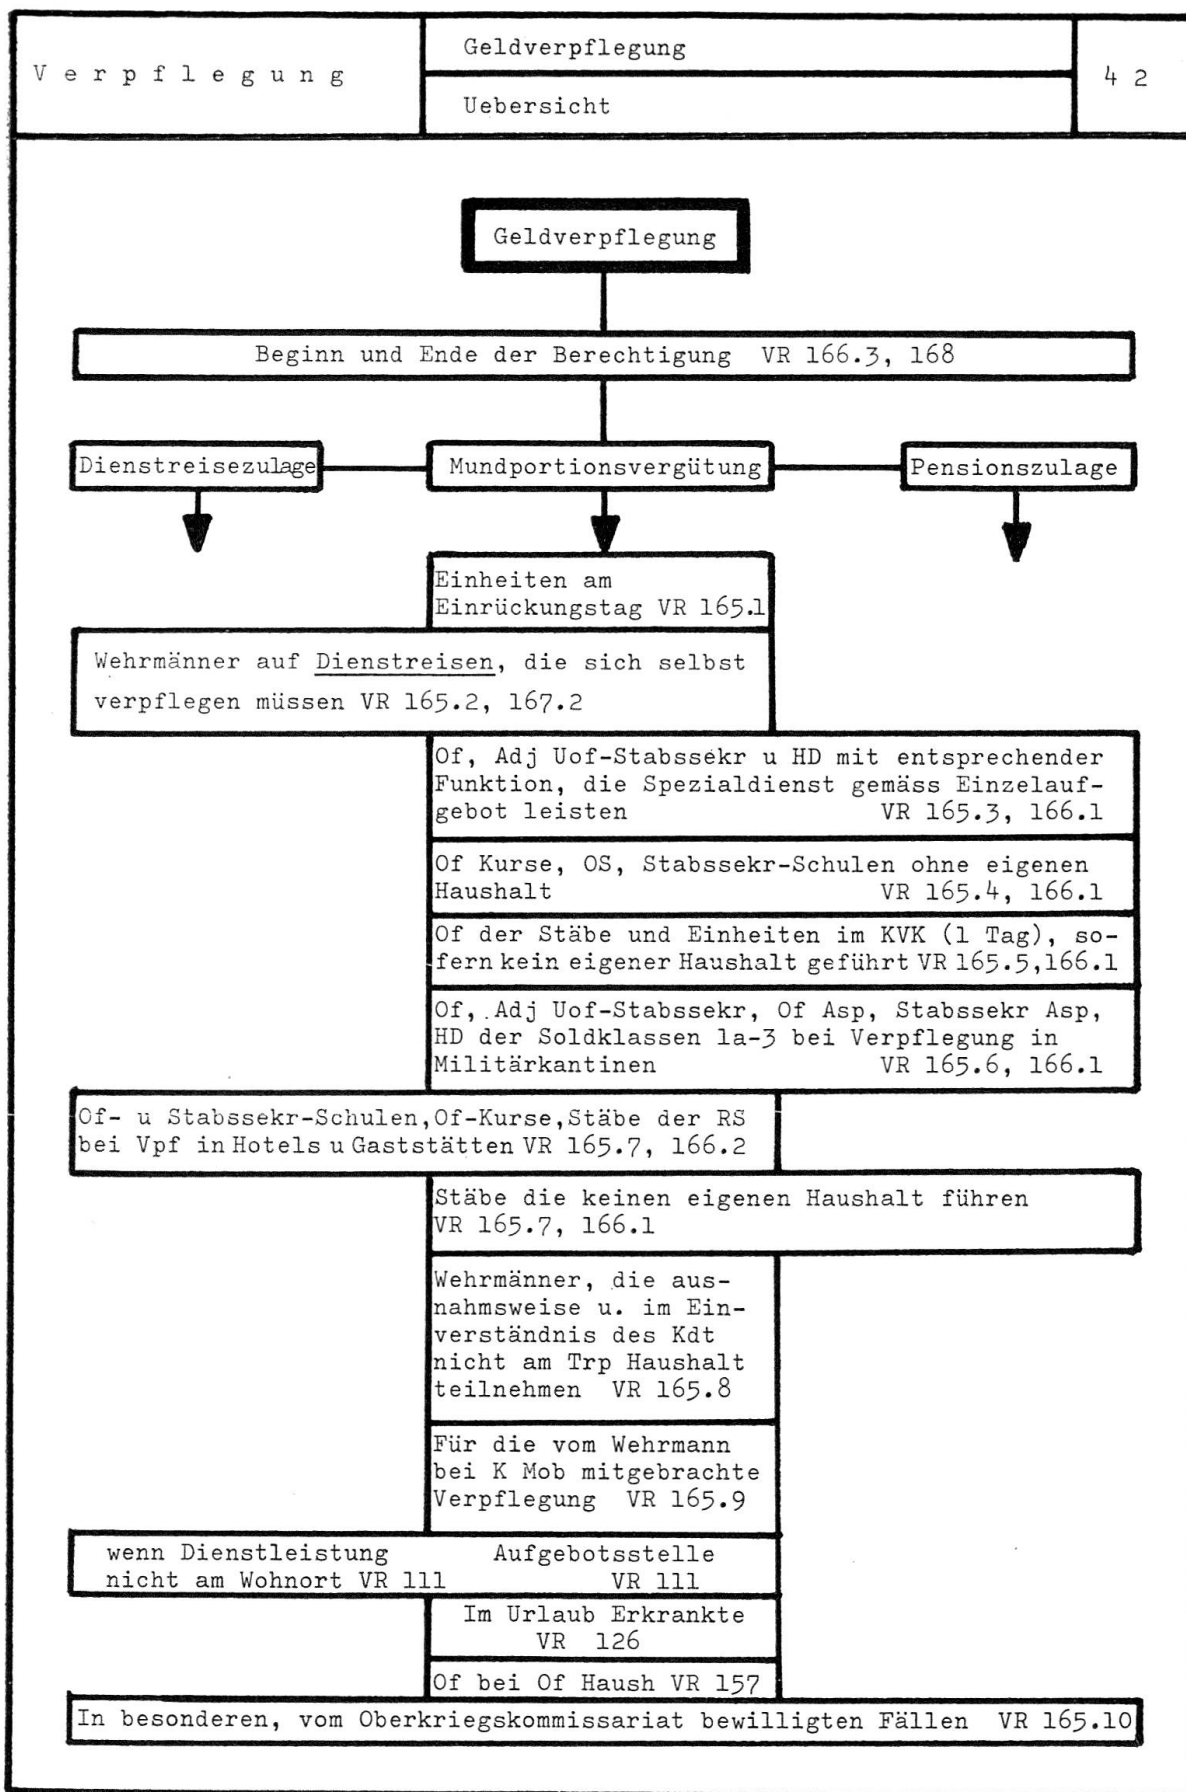 Verpflegung
Geldverpflegung
Uebersicht
42
Geldverpflegung
Beginn und Ende der Berechtigung VR 166.3, 168
Dienstreisezulage
Mundportionsvergütung
Pensionszulage
Einheiten am
Einrückungstag VR 165.1
Wehrmänner auf Dienstreisen, die sich selbst
verpflegen müssen VR 165.2, 167.2
Of, Adj Uof-Stabssekr u HD mit entsprechender
Funktion, die Spezialdienst gemäss Einzelauf-
gebot leisten VR 165.3, 166.1
Of Kurse, OS, Stabssekr-Schulen ohne eigenen
Haushalt VR 165.4, 166.1
Of der Stäbe und Einheiten im KVK (1 Tag), so-
fern kein eigener Haushalt geführt VR 165.5,166.1
Of, Adj Uof-Stabssekr, Of Asp, Stabssekr Asp,
HD der Soldklassen 1a-3 bei Verpflegung in
Militärkantinen VR 165.6, 166.1
Of- u Stabssekr-Schulen,Of-Kurse,Stäbe der RS
bei Vpf in Hotels u Gaststätten VR 165.7, 166.2
Stäbe die keinen eigenen Haushalt führen
VR 165.7, 166.1
Wehrmänner, die aus-
nahmsweise u. im Ein-
verständnis des Kdt
nicht am Trp Haushalt
teilnehmen VR 165.8
Für die vom Wehrmann
bei K Mob mitgebrachte
Verpflegung VR 165.9
wenn Dienstleistung
nicht am Wohnort VR 111
Aufgebotsstelle
VR 111
Im Urlaub Erkrankte
VR 126
Of bei Of Haush VR 157
In besonderen, vom Oberkriegskommissariat bewilligten Fällen VR 165.10